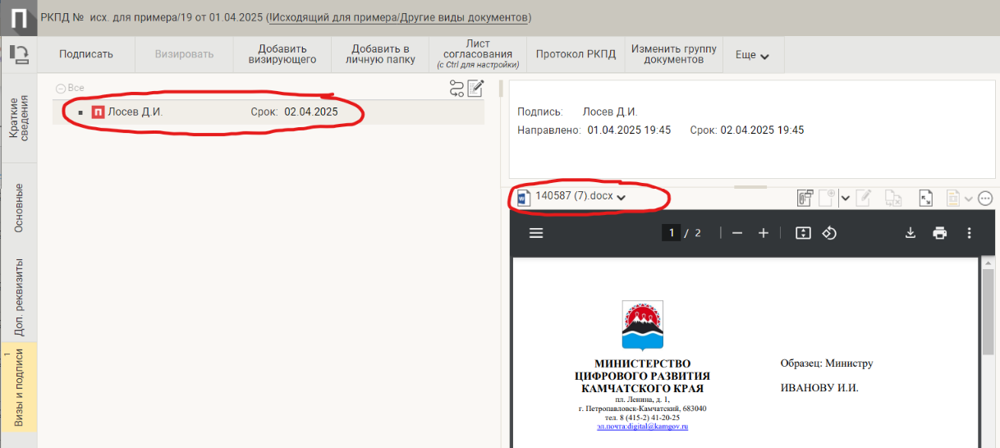 П
РКПД № исх. для примера/19 от 01.04.2025 (!Исходящий для примера/Другие виды документов)
Подписать
Визировать
Добавить
визирующего
Добавить в
личную папку
Лист
согласования
(с Ctrl для настройки)
Протокол РКПД
Изменить группу
документов
Еще
Краткие
сведения
Основные
Доп. реквизиты
Визы и подписи
1
Все
П Лосев Д.И. Срок: 02.04.2025
Подпись: Лосев Д.И.
Направлено: 01.04.2025 19:45 Срок: 02.04.2025 19:45
W 140587 (7).docx
1 / 2
МИНИСТЕРСТВО
ЦИФРОВОГО РАЗВИТИЯ
КАМЧАТСКОГО КРАЯ
пл. Ленина, д. 1,
г. Петропавловск-Камчатский, 683040
тел. 8 (415-2) 41-20-25
эл.почта:digital@kamgov.ru
Образец: Министру
ИВАНОВУ И.И.